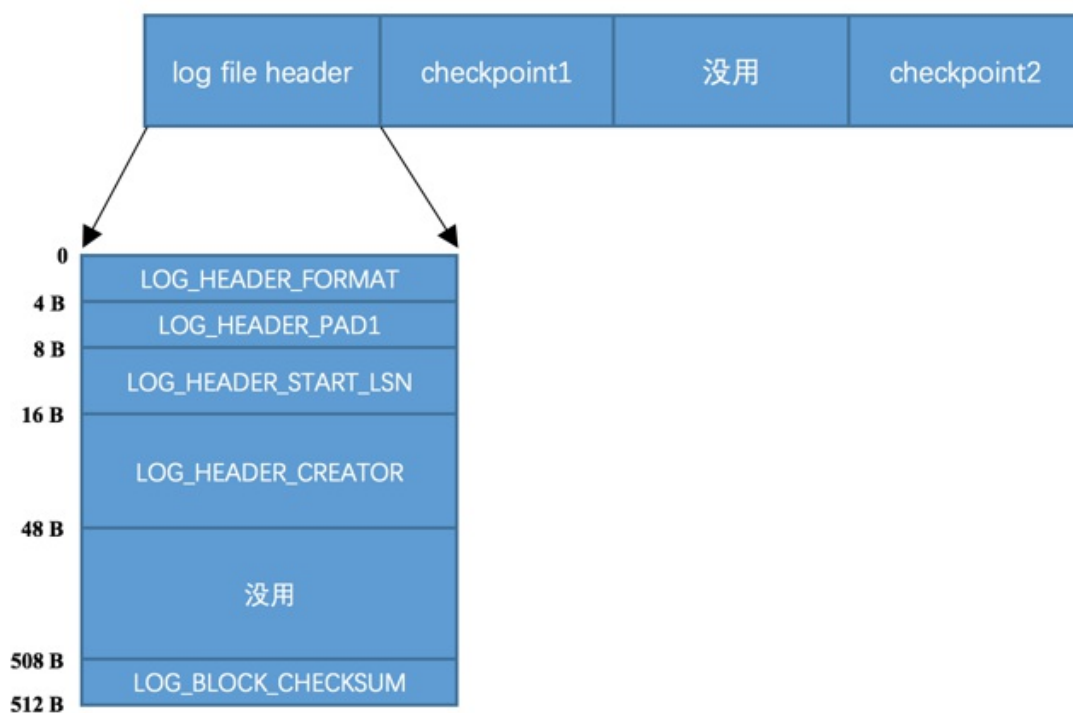 log file header
checkpoint1
没用
checkpoint2
0
LOG_HEADER_FORMAT
4 B
LOG_HEADER_PAD1
8 B
LOG_HEADER_START_LSN
16 B
LOG_HEADER_CREATOR
48 B
没用
508 B
LOG_BLOCK_CHECKSUM
512 B